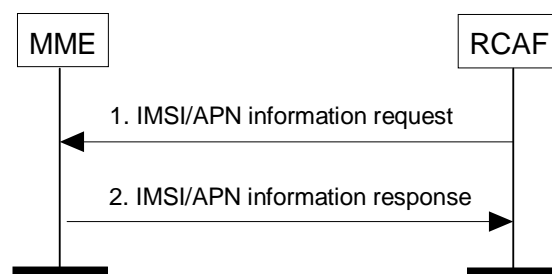 MME
RCAF
1. IMSI/APN information request
2. IMSI/APN information response